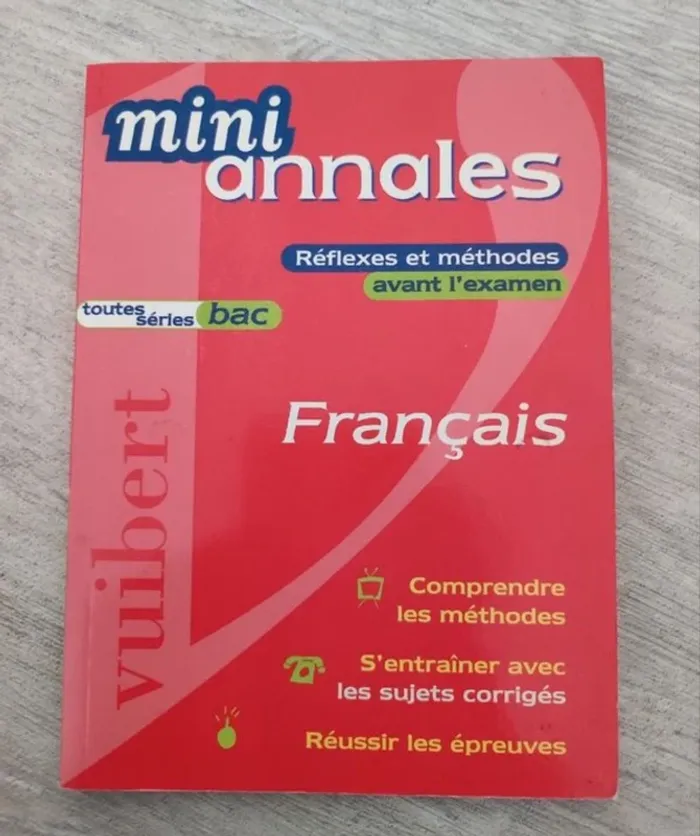 mini
annales
Réflexes et méthodes
avant l'examen
toutes
séries bac
Français
vuibert
Comprendre
les méthodes
S'entraîner avec
les sujets corrigés
Réussir les épreuves